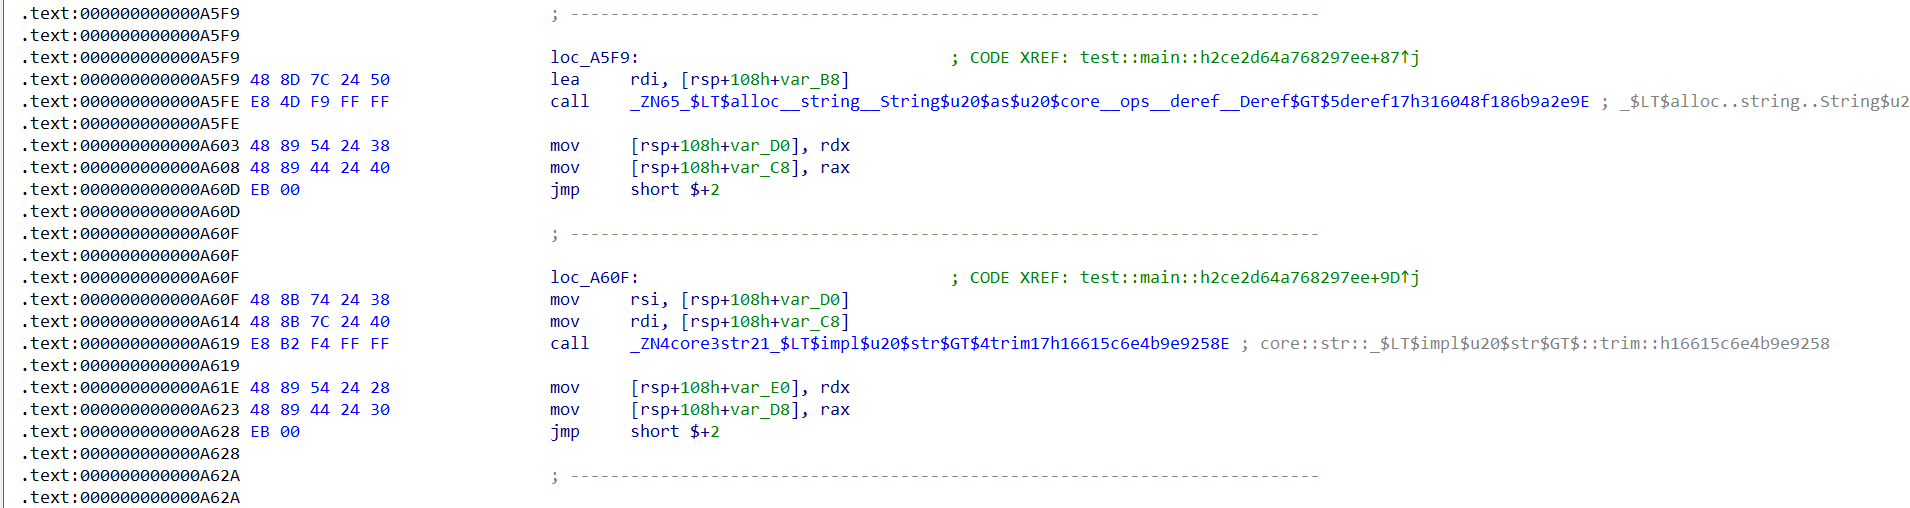 .text:000000000000A5F9 ; ---------------------------------------------------------------------------
.text:000000000000A5F9
.text:000000000000A5F9 loc_A5F9: ; CODE XREF: test::main::h2ce2d64a768297ee+87↑j
.text:000000000000A5F9 48 8D 7C 24 50 lea rdi, [rsp+108h+var_B8]
.text:000000000000A5FE E8 4D F9 FF FF call _ZN65_$LT$alloc__string__String$u20$as$u20$core__ops__deref__Deref$GT$5deref17h316048f186b9a2e9E ; _$LT$alloc..string..String$u2
.text:000000000000A5FE
.text:000000000000A603 48 89 54 24 38 mov [rsp+108h+var_D0], rdx
.text:000000000000A608 48 89 44 24 40 mov [rsp+108h+var_C8], rax
.text:000000000000A60D EB 00 jmp short $+2
.text:000000000000A60D
.text:000000000000A60F ; ---------------------------------------------------------------------------
.text:000000000000A60F
.text:000000000000A60F loc_A60F: ; CODE XREF: test::main::h2ce2d64a768297ee+9D↑j
.text:000000000000A60F 48 8B 74 24 38 mov rsi, [rsp+108h+var_D0]
.text:000000000000A614 48 8B 7C 24 40 mov rdi, [rsp+108h+var_C8]
.text:000000000000A619 E8 B2 F4 FF FF call _ZN4core3str21_$LT$impl$u20$str$GT$4trim17h16615c6e4b9e9258E ; core::str::_$LT$impl$u20$str$GT$::trim::h16615c6e4b9e9258
.text:000000000000A619
.text:000000000000A61E 48 89 54 24 28 mov [rsp+108h+var_E0], rdx
.text:000000000000A623 48 89 44 24 30 mov [rsp+108h+var_D8], rax
.text:000000000000A628 EB 00 jmp short $+2
.text:000000000000A628
.text:000000000000A62A ; ---------------------------------------------------------------------------
.text:000000000000A62A